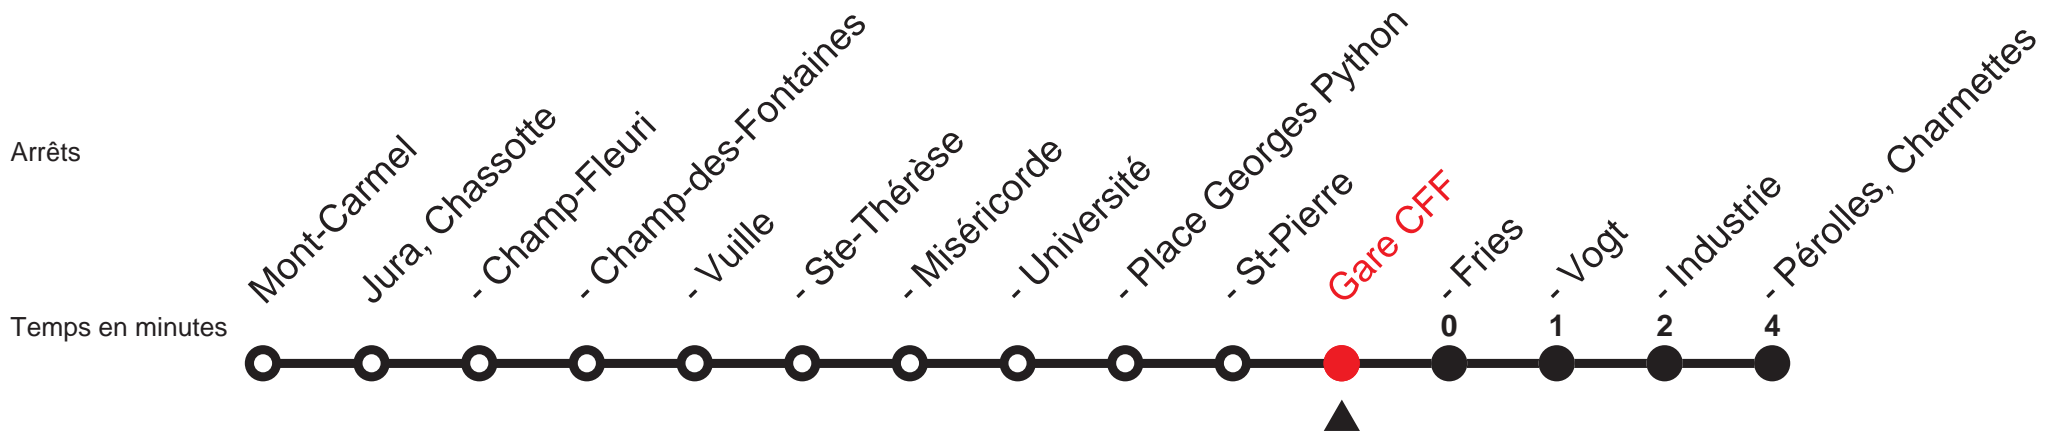 Arrêts
Mont-Carmel
Jura, Chassotte
- Champ-Fleuri
- Champ-des-Fontaines
- Vuille
- Ste-Thérèse
- Miséricorde
- Université
- Place Georges Python
- St-Pierre
Gare CFF
- Fries
- Vogt
- Industrie
- Pérolles, Charmettes
Temps en minutes 0 1 2 4